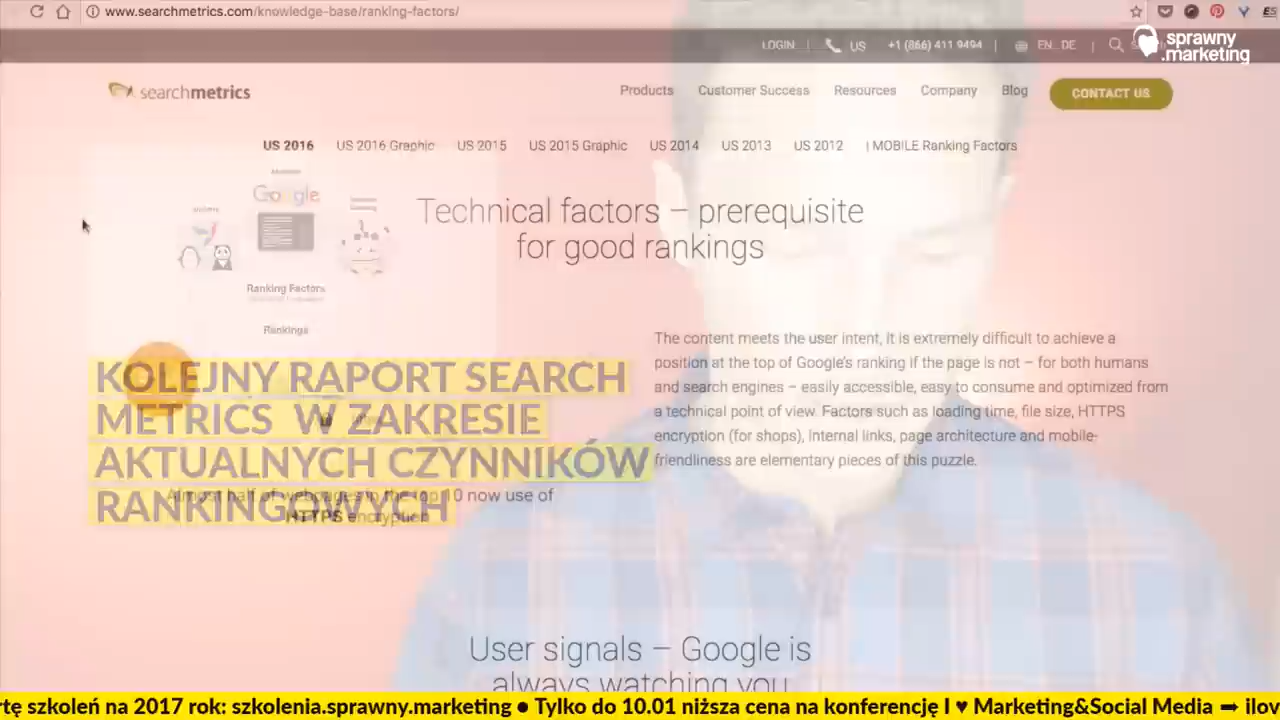 www.searchmetrics.com/knowledge-base/ranking-factors/
LOGIN | US +1 (866) 411 9494 | EN DE |
sprawny
.marketing
searchmetrics
Products Customer Success Resources Company Blog CONTACT US
US 2016 US 2016 Graphic US 2015 US 2015 Graphic US 2014 US 2013 US 2012 | MOBILE Ranking Factors
Google
Technical factors – prerequisite
for good rankings
Ranking Factors
Rankings
The content meets the user intent, It is extremely difficult to achieve a
position at the top of Google's ranking if the page is not – for both humans
and search engines – easily accessible, easy to consume and optimized from
a technical point of view. Factors such as loading time, file size, HTTPS
encryption (for shops), internal links, page architecture and mobile-
friendliness are elementary pieces of this puzzle.
KOLEJNY RAPORT SEARCH
METRICS W ZAKRESIE
AKTUALNYCH CZYNNIKÓW
RANKINGOWYCH
Almost half of webpages in the top 10 now use of
HTTPS encryption
User signals – Google is
always watching you
rtę szkoleń na 2017 rok: szkolenia.sprawny.marketing ● Tylko do 10.01 niższa cena na konferencję I ♥ Marketing&Social Media ➡ ilov